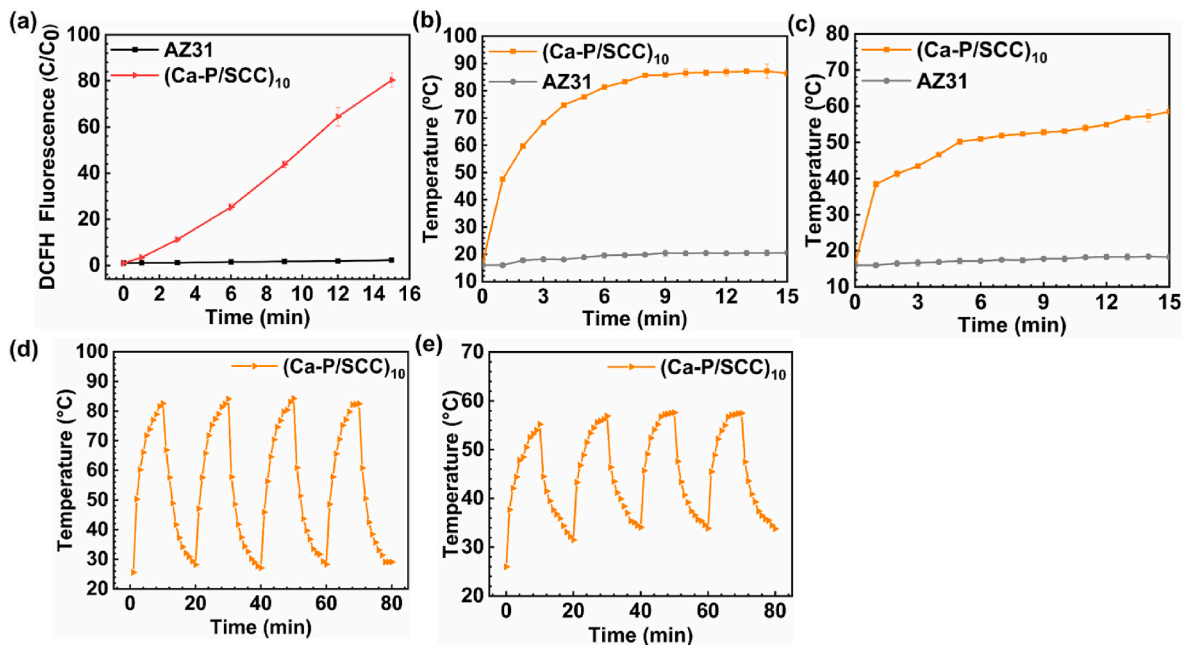 (a)
DCFH Fluorescence (C/C0)
100
80
60
40
20
0
AZ31
(Ca-P/SCC)10
0 2 4 6 8 10 12 14 16
Time (min)
(b)
Temperature (°C)
100
90
80
70
60
50
40
30
20
10
(Ca-P/SCC)10
AZ31
0 3 6 9 12 15
Time (min)
(c)
Temperature (°C)
80
70
60
50
40
30
20
10
(Ca-P/SCC)10
AZ31
0 3 6 9 12 15
Time (min)
(d)
Temperature (°C)
100
90
80
70
60
50
40
30
20
(Ca-P/SCC)10
0 20 40 60 80
Time (min)
(e)
Temperature (°C)
70
60
50
40
30
20
(Ca-P/SCC)10
0 10 20 30 40 50 60 70 80
Time (min)